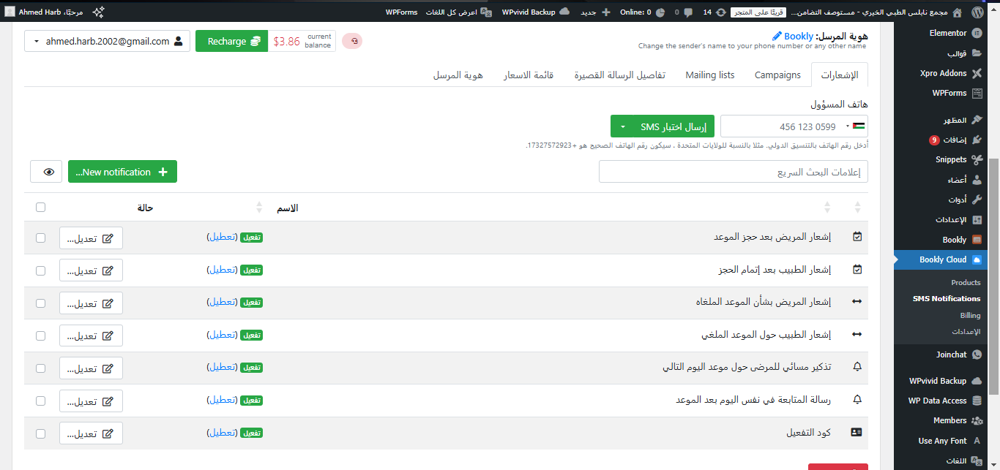 مجمع نابلس الطبي الخيري - مستوصف التضامن...
قريبًا على المتجر
14
0
Online: 0
جديد
WPvivid Backup
اعرض كل اللغات
WPForms
مرحبًا، Ahmed Harb
Elementor
قوالب
Xpro Addons
WPForms
المظهر
إضافات 9
Snippets
أعضاء
أدوات
الإعدادات
Bookly
Bookly Cloud
Products
SMS Notifications
Billing
الإعدادات
Joinchat
WPvivid Backup
WP Data Access
Members
Use Any Font
اللغات
هوية المرسل: Bookly
Change the sender's name to your phone number or any other name
current balance
$3.86
Recharge
ahmed.harb.2002@gmail.com
الإشعارات
Campaigns
Mailing lists
تفاصيل الرسالة القصيرة
قائمة الاسعار
هوية المرسل
هاتف المسؤول
0599 123 456
إرسال اختبار SMS
أدخل رقم الهاتف بالتنسيق الدولي. مثلا بالنسبة للولايات المتحدة ، سيكون رقم الهاتف الصحيح هو +17327572923.
إعلامات البحث السريع
New notification...
الاسم
حالة
إشعار المريض بعد حجز الموعد
تفعيل (تعطيل)
تعديل...
إشعار الطبيب بعد إتمام الحجز
تفعيل (تعطيل)
تعديل...
إشعار المريض بشأن الموعد الملغاه
تفعيل (تعطيل)
تعديل...
إشعار الطبيب حول الموعد الملغي
تفعيل (تعطيل)
تعديل...
تذكير مسائي للمرضى حول موعد اليوم التالي
تفعيل (تعطيل)
تعديل...
رسالة المتابعة في نفس اليوم بعد الموعد
تفعيل (تعطيل)
تعديل...
كود التفعيل
تفعيل (تعطيل)
تعديل...